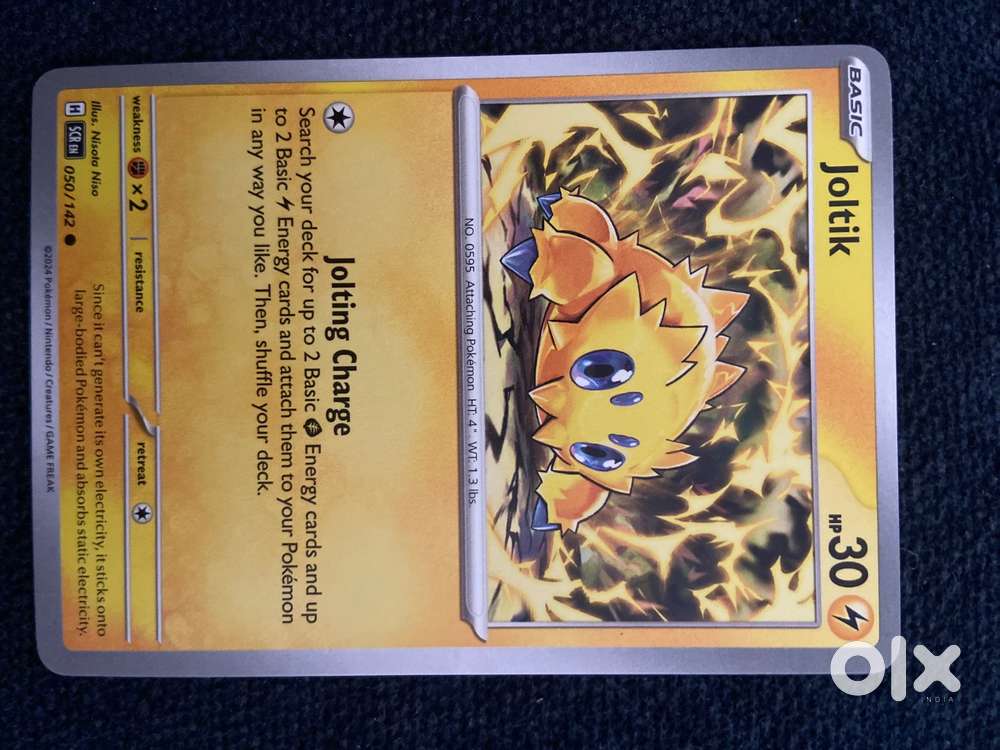 BASIC
Joltik
HP 30
NO. 0595 Attaching Pokémon HT: 4" WT: 1.3 lbs.
Jolting Charge
Search your deck for up to 2 Basic Energy cards and up
to 2 Basic Energy cards and attach them to your Pokémon
in any way you like. Then, shuffle your deck.
weakness ×2 resistance retreat
Illus. Nisota Niso
H SCR EN 050/142
Since it can't generate its own electricity, it sticks onto
large-bodied Pokémon and absorbs static electricity.
©2024 Pokémon / Nintendo / Creatures / GAME FREAK
olx
INDIA